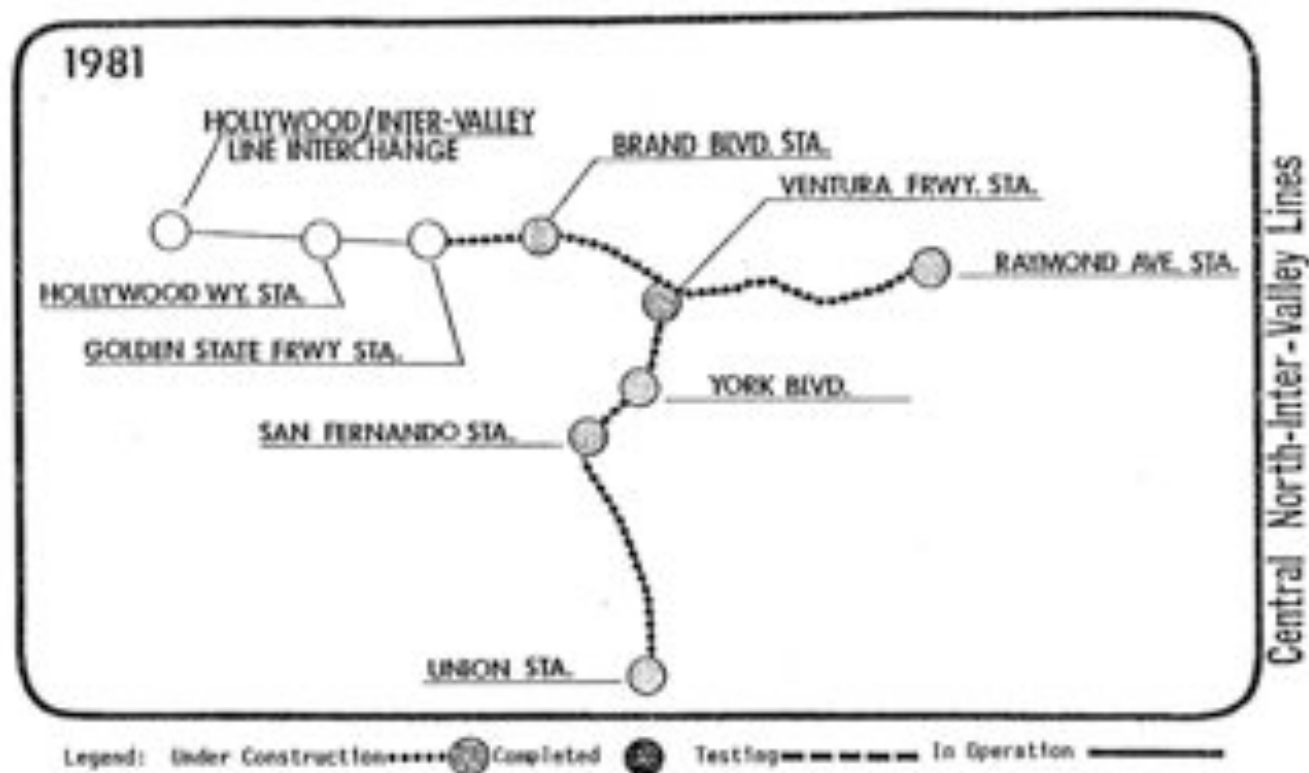 1981
HOLLYWOOD/INTER-VALLEY
LINE INTERCHANGE
BRAND BLVD. STA.
VENTURA FRWY. STA.
RAYMOND AVE. STA.
HOLLYWOOD WY. STA.
GOLDEN STATE FRWY STA.
YORK BLVD.
SAN FERNANDO STA.
UNION STA.
Central North-Inter-Valley Lines
Legend: Under Construction Completed Testing In Operation